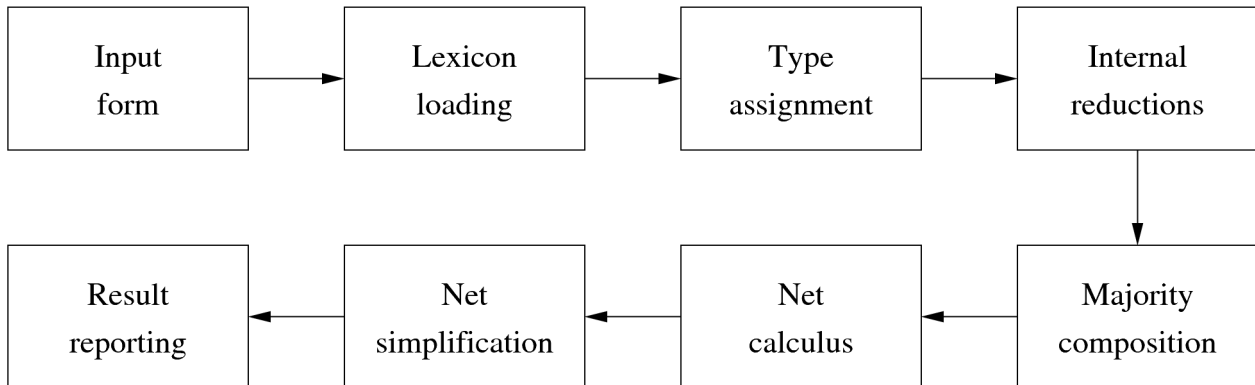 Input
form
Lexicon
loading
Type
assignment
Internal
reductions
Result
reporting
Net
simplification
Net
calculus
Majority
composition